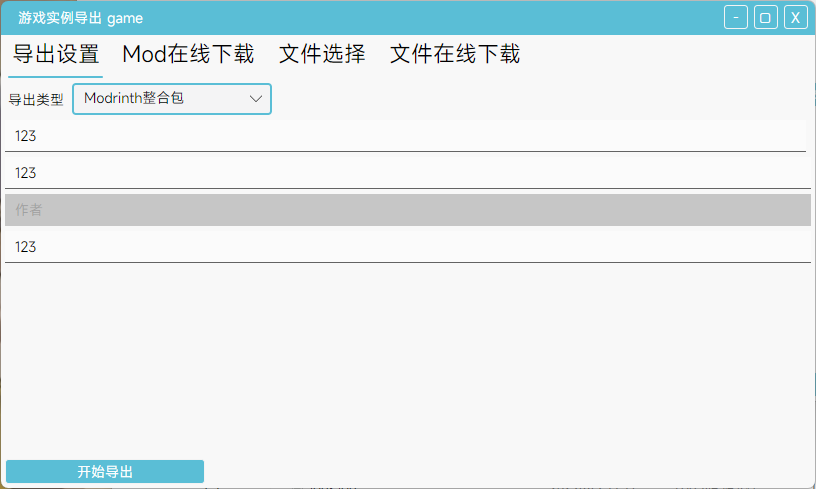 游戏实例导出 game
- ▢ X
导出设置 Mod在线下载 文件选择 文件在线下载
导出类型 Modrinth整合包
123
123
作者
123
开始导出